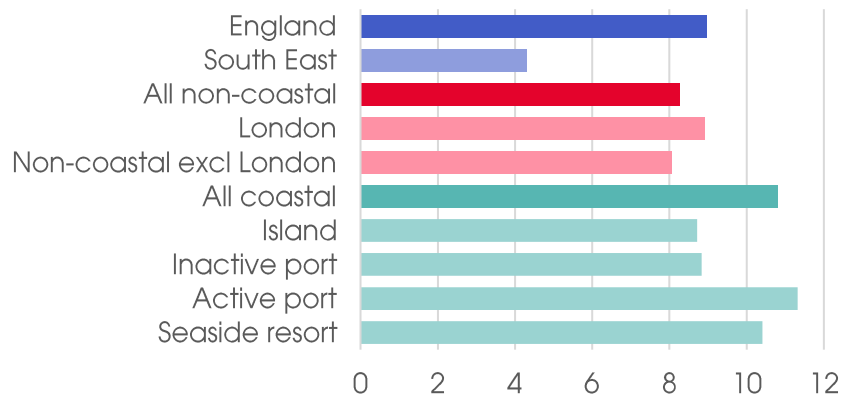 England
South East
All non-coastal
London
Non-coastal excl London
All coastal
Island
Inactive port
Active port
Seaside resort
0 2 4 6 8 10 12